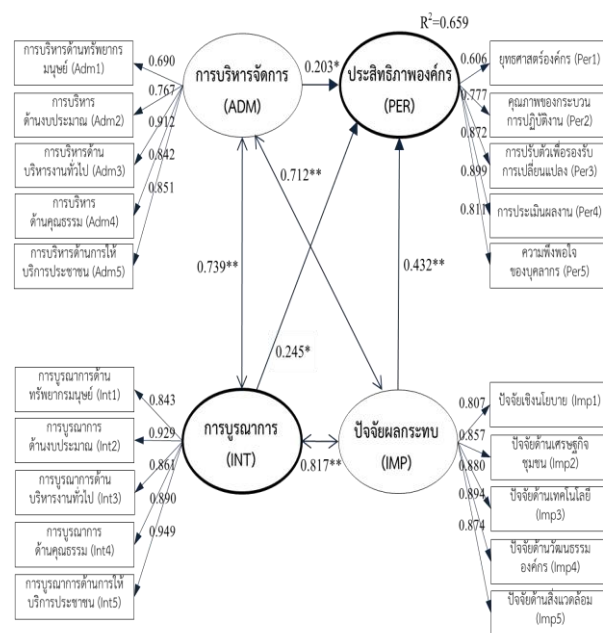 R²=0.659
การบริหารด้านทรัพยากร
มนุษย์ (Adm1)
การบริหาร
ด้านงบประมาณ (Adm2)
การบริหารด้าน
บริหารงานทั่วไป (Adm3)
การบริหาร
ด้านคุณธรรม (Adm4)
การบริหารด้านการให้
บริการประชาชน (Adm5)
0.690
0.767
0.912
0.842
0.851
การบริหารจัดการ
(ADM)
0.203*
ประสิทธิภาพองค์กร
(PER)
0.606
0.777
0.872
0.899
0.811
ยุทธศาสตร์องค์กร (Per1)
คุณภาพของกระบวน
การปฏิบัติงาน (Per2)
การปรับตัวเพื่อรองรับ
การเปลี่ยนแปลง (Per3)
การประเมินผลงาน (Per4)
ความพึงพอใจ
ของบุคลากร (Per5)
0.712**
0.739**
0.432**
0.245*
การบูรณาการด้าน
ทรัพยากรมนุษย์ (Int1)
การบูรณาการ
ด้านงบประมาณ (Int2)
การบูรณาการด้าน
บริหารงานทั่วไป (Int3)
การบูรณาการ
ด้านคุณธรรม (Int4)
การบูรณาการด้านการให้
บริการประชาชน (Int5)
0.843
0.929
0.861
0.890
0.949
การบูรณาการ
(INT)
0.817**
ปัจจัยผลกระทบ
(IMP)
0.807
0.857
0.880
0.894
0.874
ปัจจัยเชิงนโยบาย (Imp1)
ปัจจัยด้านเศรษฐกิจ
ชุมชน (Imp2)
ปัจจัยด้านเทคโนโลยี
(Imp3)
ปัจจัยด้านวัฒนธรรม
องค์กร (Imp4)
ปัจจัยด้านสิ่งแวดล้อม
(Imp5)